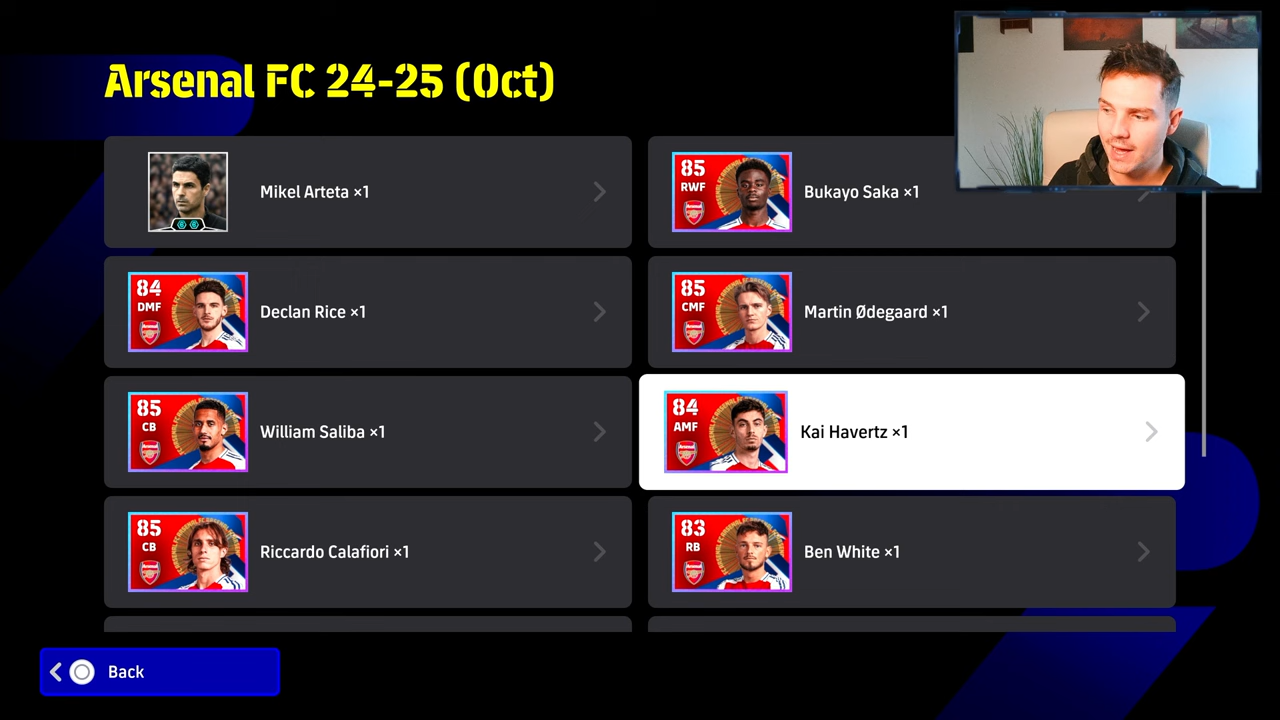 Arsenal FC 24-25 (Oct)
Mikel Arteta ×1
85
RWF
Bukayo Saka ×1
84
DMF
Declan Rice ×1
85
CMF
Martin Ødegaard ×1
85
CB
William Saliba ×1
84
AMF
Kai Havertz ×1
85
CB
Riccardo Calafiori ×1
83
RB
Ben White ×1
Back